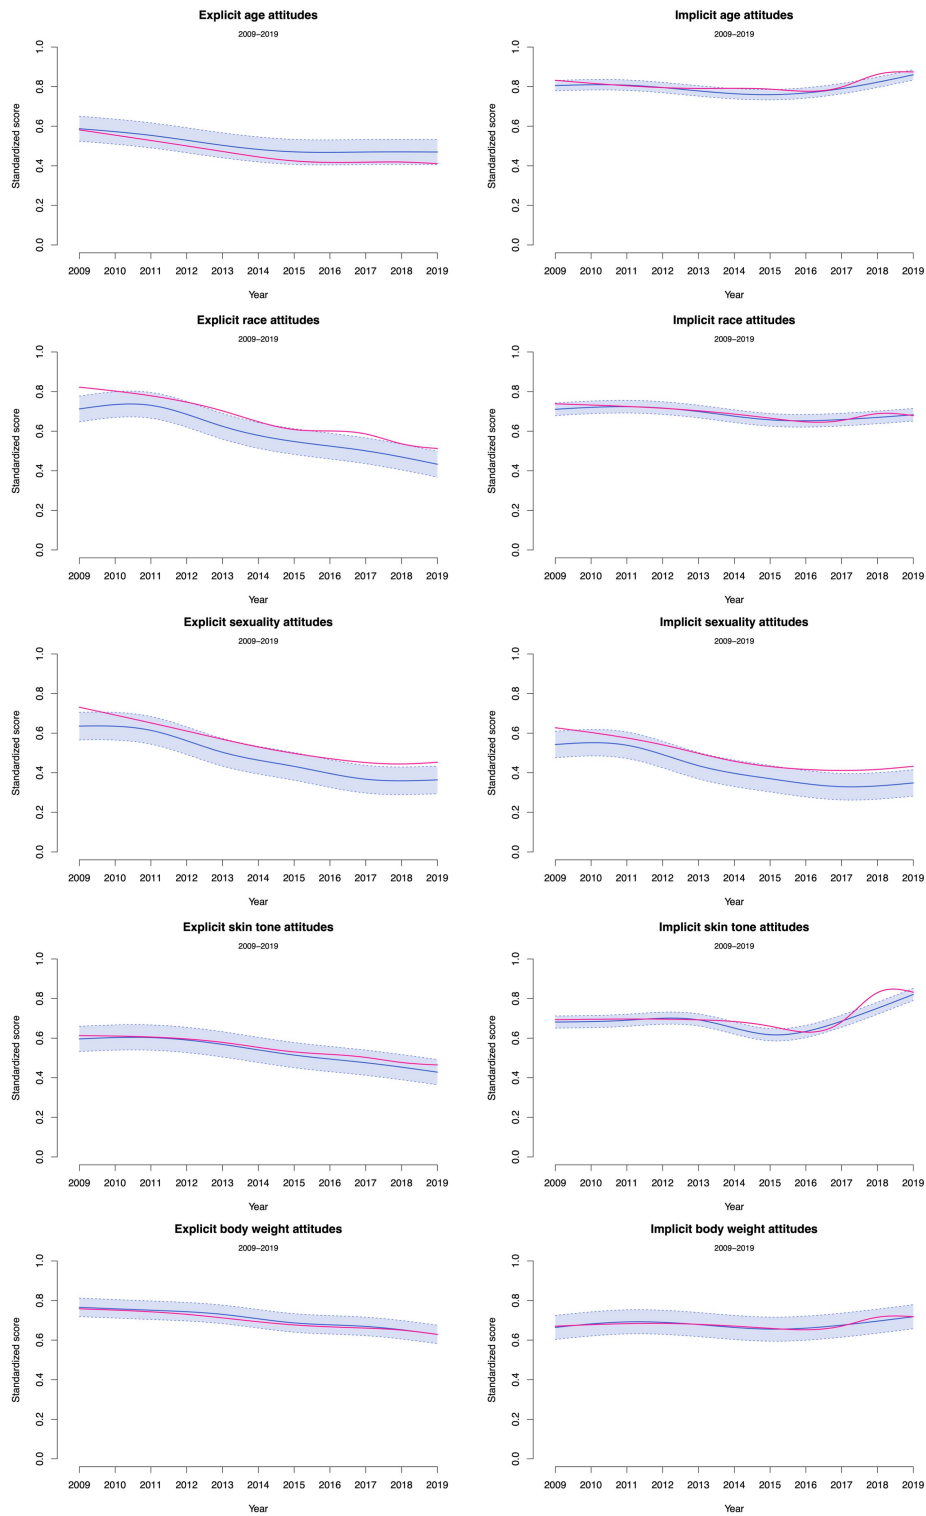 Explicit age attitudes
2009–2019
Standardized score
1.0
0.8
0.6
0.4
0.2
0.0
2009 2010 2011 2012 2013 2014 2015 2016 2017 2018 2019
Year
Implicit age attitudes
2009–2019
Standardized score
1.0
0.8
0.6
0.4
0.2
0.0
2009 2010 2011 2012 2013 2014 2015 2016 2017 2018 2019
Year
Explicit race attitudes
2009–2019
Standardized score
1.0
0.8
0.6
0.4
0.2
0.0
2009 2010 2011 2012 2013 2014 2015 2016 2017 2018 2019
Year
Implicit race attitudes
2009–2019
Standardized score
1.0
0.8
0.6
0.4
0.2
0.0
2009 2010 2011 2012 2013 2014 2015 2016 2017 2018 2019
Year
Explicit sexuality attitudes
2009–2019
Standardized score
1.0
0.8
0.6
0.4
0.2
0.0
2009 2010 2011 2012 2013 2014 2015 2016 2017 2018 2019
Year
Implicit sexuality attitudes
2009–2019
Standardized score
1.0
0.8
0.6
0.4
0.2
0.0
2009 2010 2011 2012 2013 2014 2015 2016 2017 2018 2019
Year
Explicit skin tone attitudes
2009–2019
Standardized score
1.0
0.8
0.6
0.4
0.2
0.0
2009 2010 2011 2012 2013 2014 2015 2016 2017 2018 2019
Year
Implicit skin tone attitudes
2009–2019
Standardized score
1.0
0.8
0.6
0.4
0.2
0.0
2009 2010 2011 2012 2013 2014 2015 2016 2017 2018 2019
Year
Explicit body weight attitudes
2009–2019
Standardized score
1.0
0.8
0.6
0.4
0.2
0.0
2009 2010 2011 2012 2013 2014 2015 2016 2017 2018 2019
Year
Implicit body weight attitudes
2009–2019
Standardized score
1.0
0.8
0.6
0.4
0.2
0.0
2009 2010 2011 2012 2013 2014 2015 2016 2017 2018 2019
Year